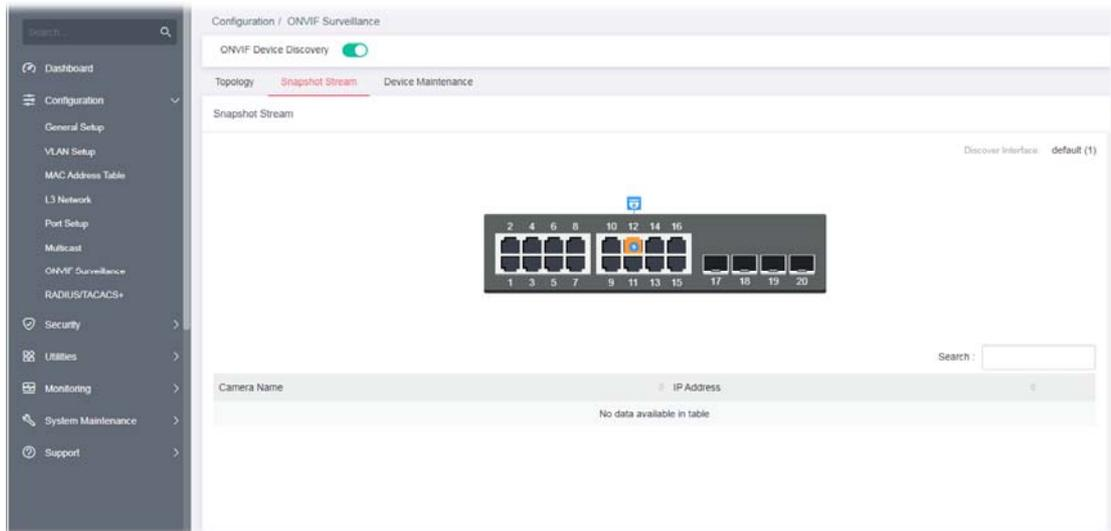 Search...
Dashboard
Configuration
General Setup
VLAN Setup
MAC Address Table
L3 Network
Port Setup
Multicast
ONVIF Surveillance
RADIUS/TACACS+
Security
Utilities
Monitoring
System Maintenance
Support
Configuration / ONVIF Surveillance
ONVIF Device Discovery
Topology Snapshot Stream Device Maintenance
Snapshot Stream
Discover Interface default (1)
2 4 6 8 10 12 14 16
1 3 5 7 9 11 13 15 17 18 19 20
Search :
Camera Name IP Address
No data available in table